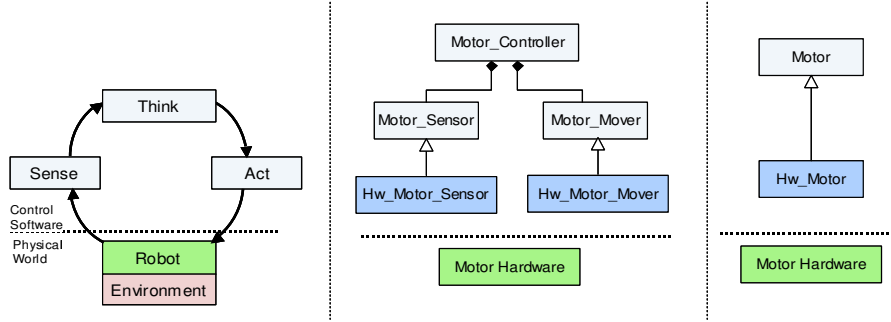 Think
Sense
Act
Control
Software
Physical
World
Robot
Environment
Motor_Controller
Motor_Sensor
Motor_Mover
Hw_Motor_Sensor
Hw_Motor_Mover
Motor Hardware
Motor
Hw_Motor
Motor Hardware